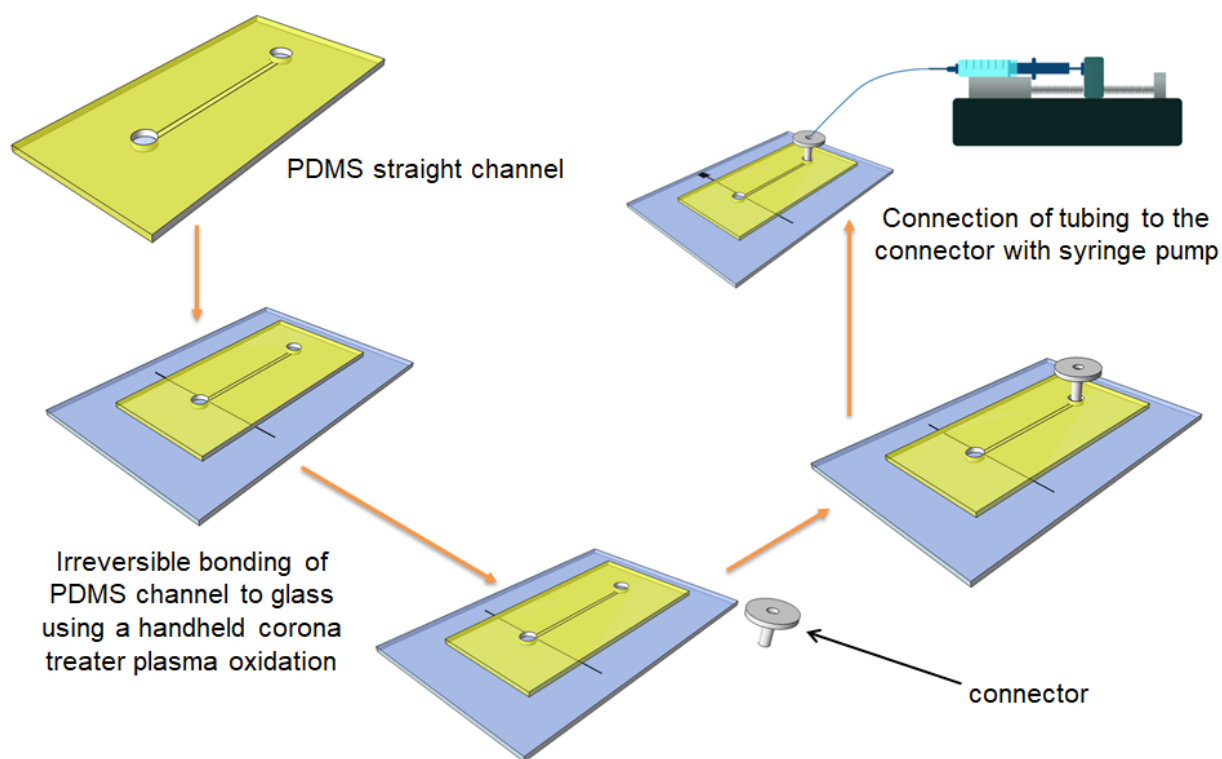 PDMS straight channel
Connection of tubing to the
connector with syringe pump
Irreversible bonding of
PDMS channel to glass
using a handheld corona
treater plasma oxidation
connector